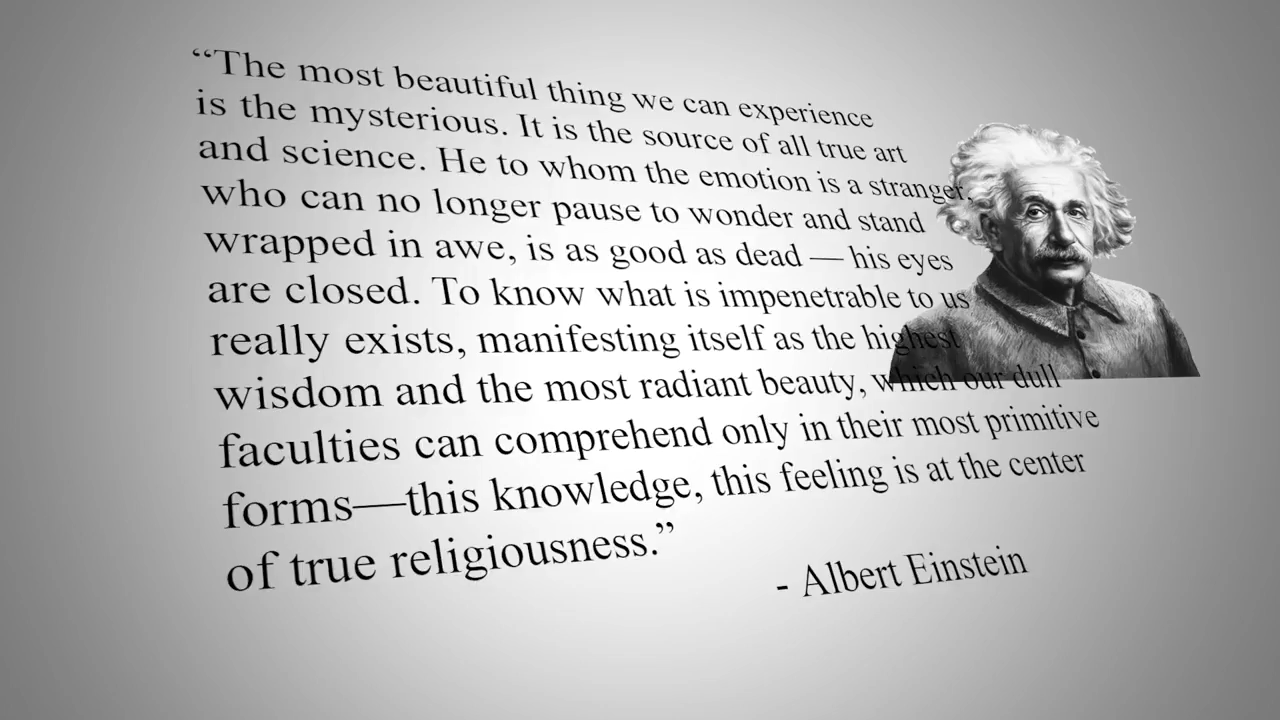 “The most beautiful thing we can experience
is the mysterious. It is the source of all true art
and science. He to whom the emotion is a stranger,
who can no longer pause to wonder and stand
wrapped in awe, is as good as dead — his eyes
are closed. To know what is impenetrable to us
really exists, manifesting itself as the highest
wisdom and the most radiant beauty, which our dull
faculties can comprehend only in their most primitive
forms—this knowledge, this feeling is at the center
of true religiousness.”
- Albert Einstein